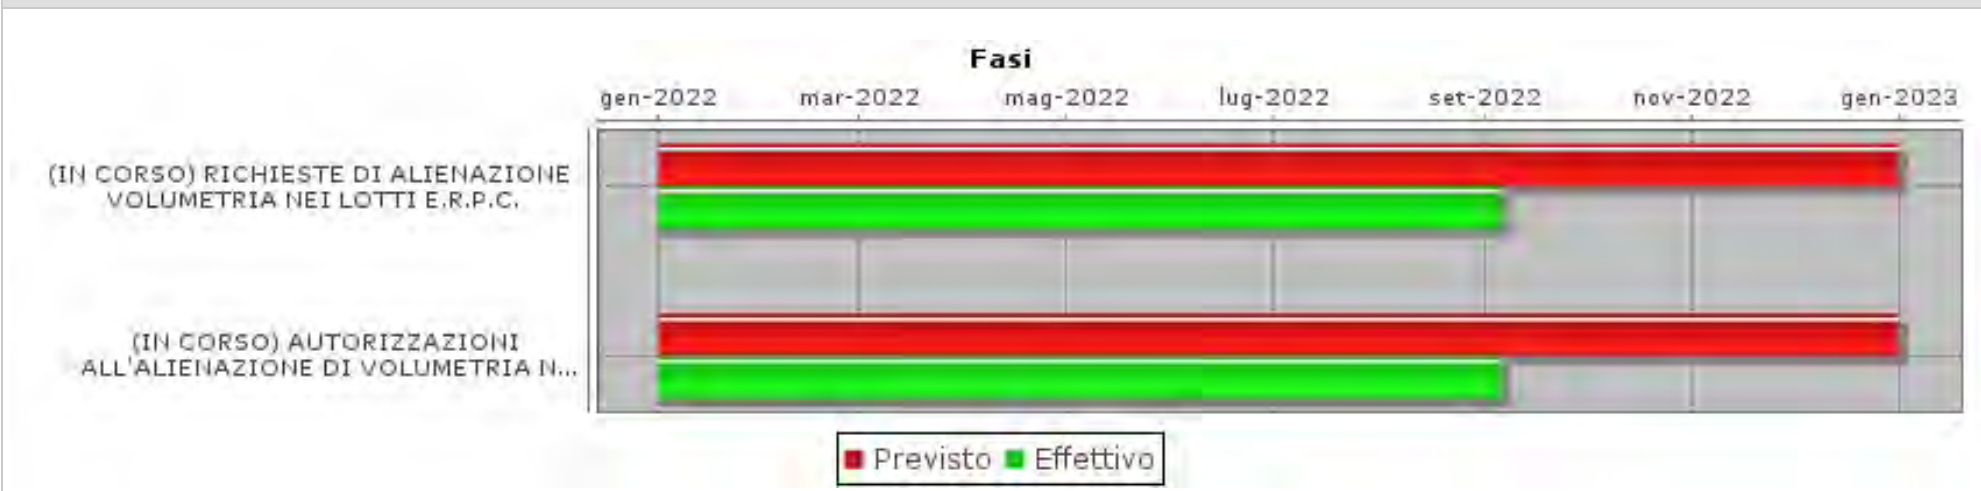 Fasi
gen-2022 mar-2022 mag-2022 lug-2022 set-2022 nov-2022 gen-2023
(IN CORSO) RICHIESTE DI ALIENAZIONE
VOLUMETRIA NEI LOTTI E.R.P.C.
(IN CORSO) AUTORIZZAZIONI
ALL'ALIENAZIONE DI VOLUMETRIA N...
Previsto Effettivo